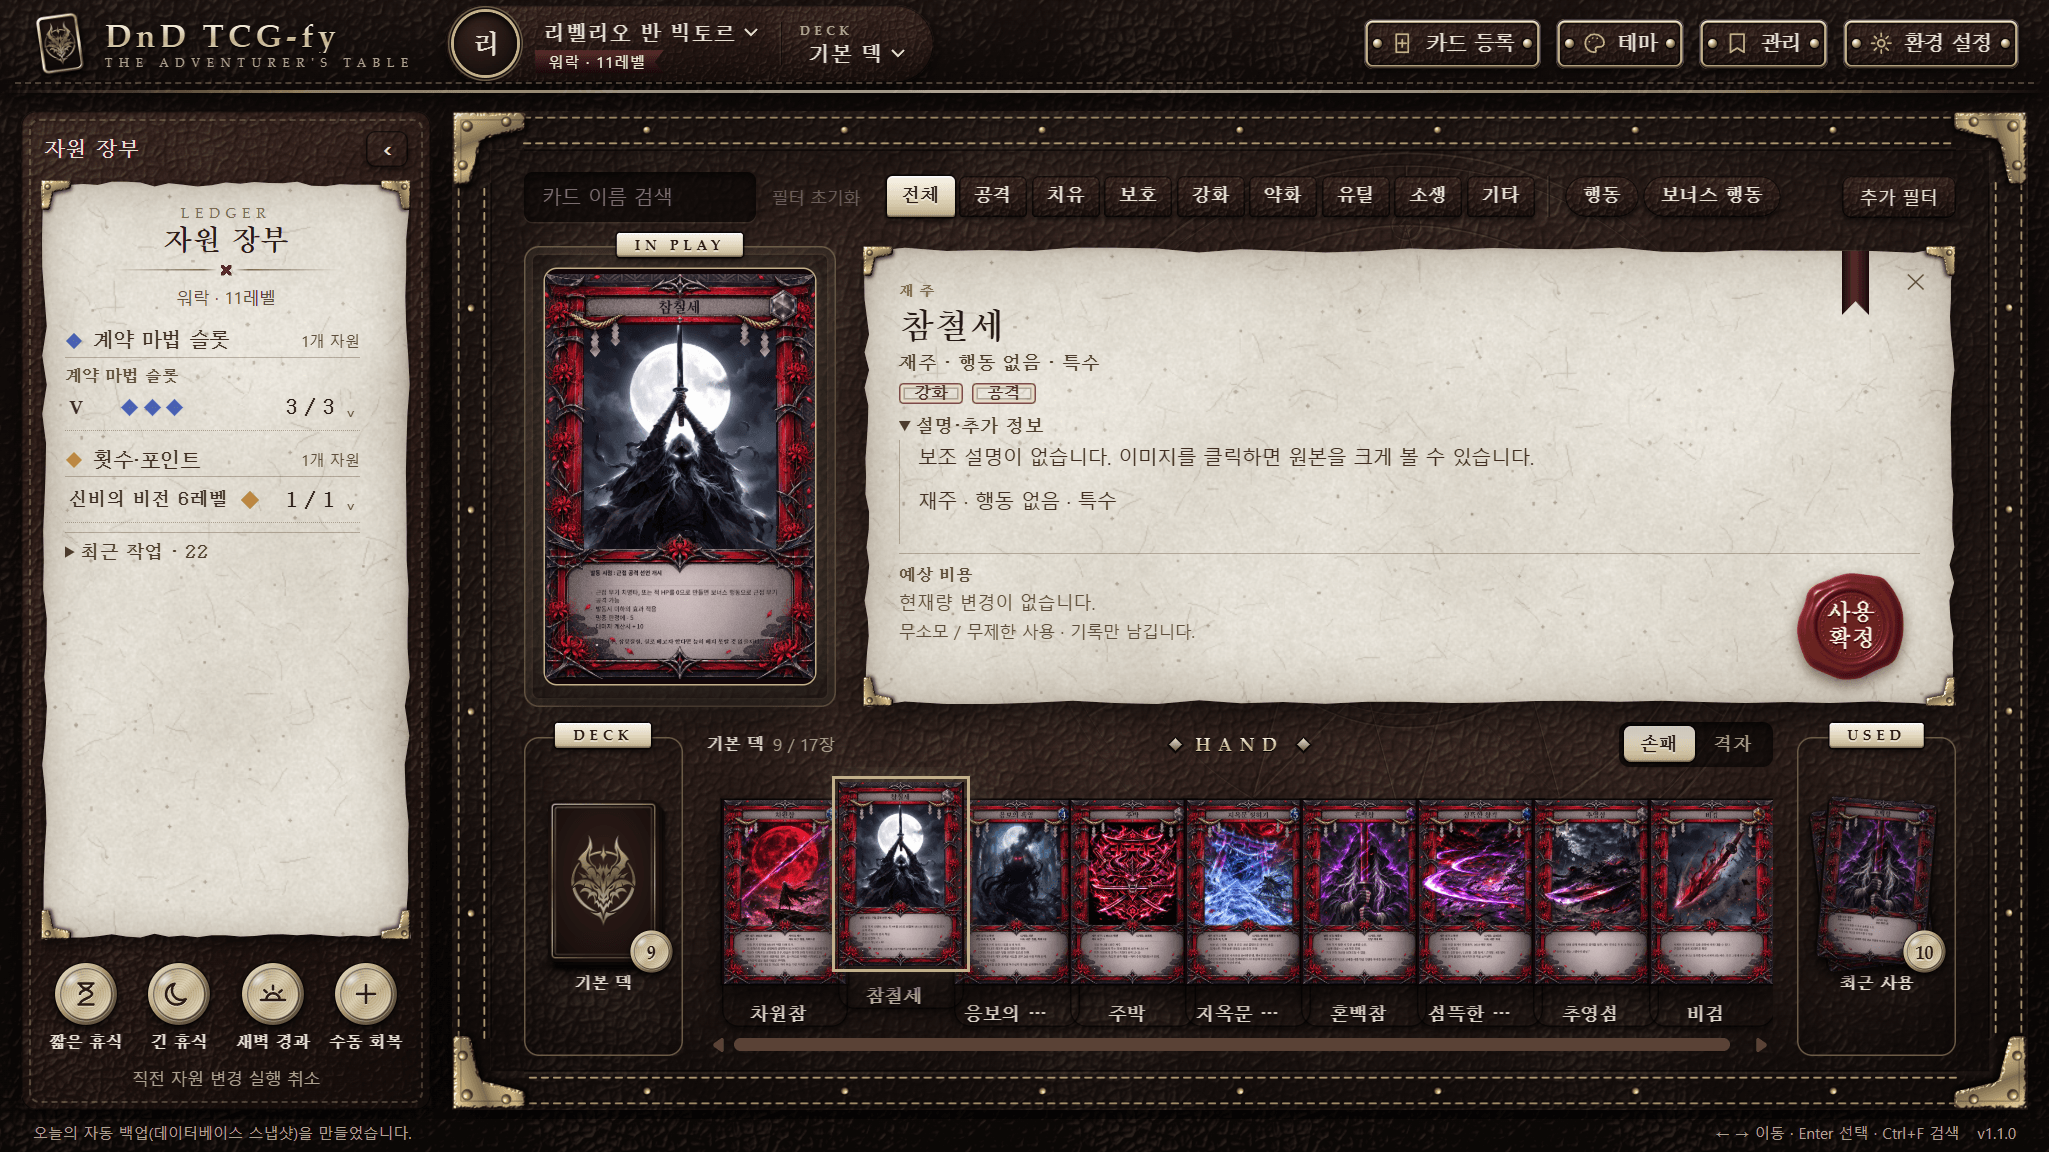 DnD TCG-fy
THE ADVENTURER'S TABLE
리
리벨리오 반 빅토르
워락 · 11레벨
DECK
기본 덱
카드 등록
테마
관리
환경 설정
자원 장부
LEDGER
자원 장부
워락 · 11레벨
계약 마법 슬롯 1개 자원
계약 마법 슬롯
V 3 / 3
횟수·포인트 1개 자원
신비의 비전 6레벨 1 / 1
최근 작업 · 22
짧은 휴식
긴 휴식
새벽 경과
수동 회복
직전 자원 변경 실행 취소
카드 이름 검색
필터 초기화
전체
공격
치유
보호
강화
약화
유틸
소생
기타
행동
보너스 행동
추가 필터
IN PLAY
참철세
발동 시점 : 근접 공격 선언 개시
재주
참철세
재주 · 행동 없음 · 특수
강화 공격
설명·추가 정보
보조 설명이 없습니다. 이미지를 클릭하면 원본을 크게 볼 수 있습니다.
재주 · 행동 없음 · 특수
예상 비용
현재량 변경이 없습니다.
무소모 / 무제한 사용 · 기록만 남깁니다.
사용
확정
DECK
9
기본 덱
기본 덱 9 / 17장
HAND
손패
격자
차원참
참철세
응보의 ···
주박
지옥문 ···
혼백참
섬뜩한 ···
추영섬
비검
USED
10
최근 사용
오늘의 자동 백업(데이터베이스 스냅샷)을 만들었습니다.
← → 이동 · Enter 선택 · Ctrl+F 검색 v1.1.0